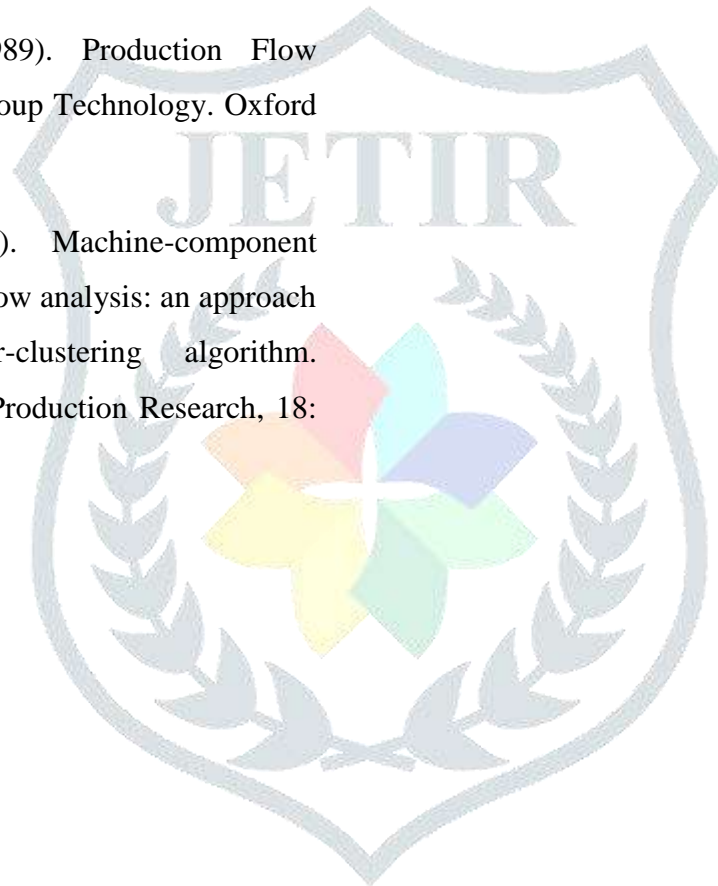 989). Production Flow
oup Technology. Oxford
JETIR
). Machine-component
ow analysis: an approach
r-clustering algorithm.
Production Research, 18: